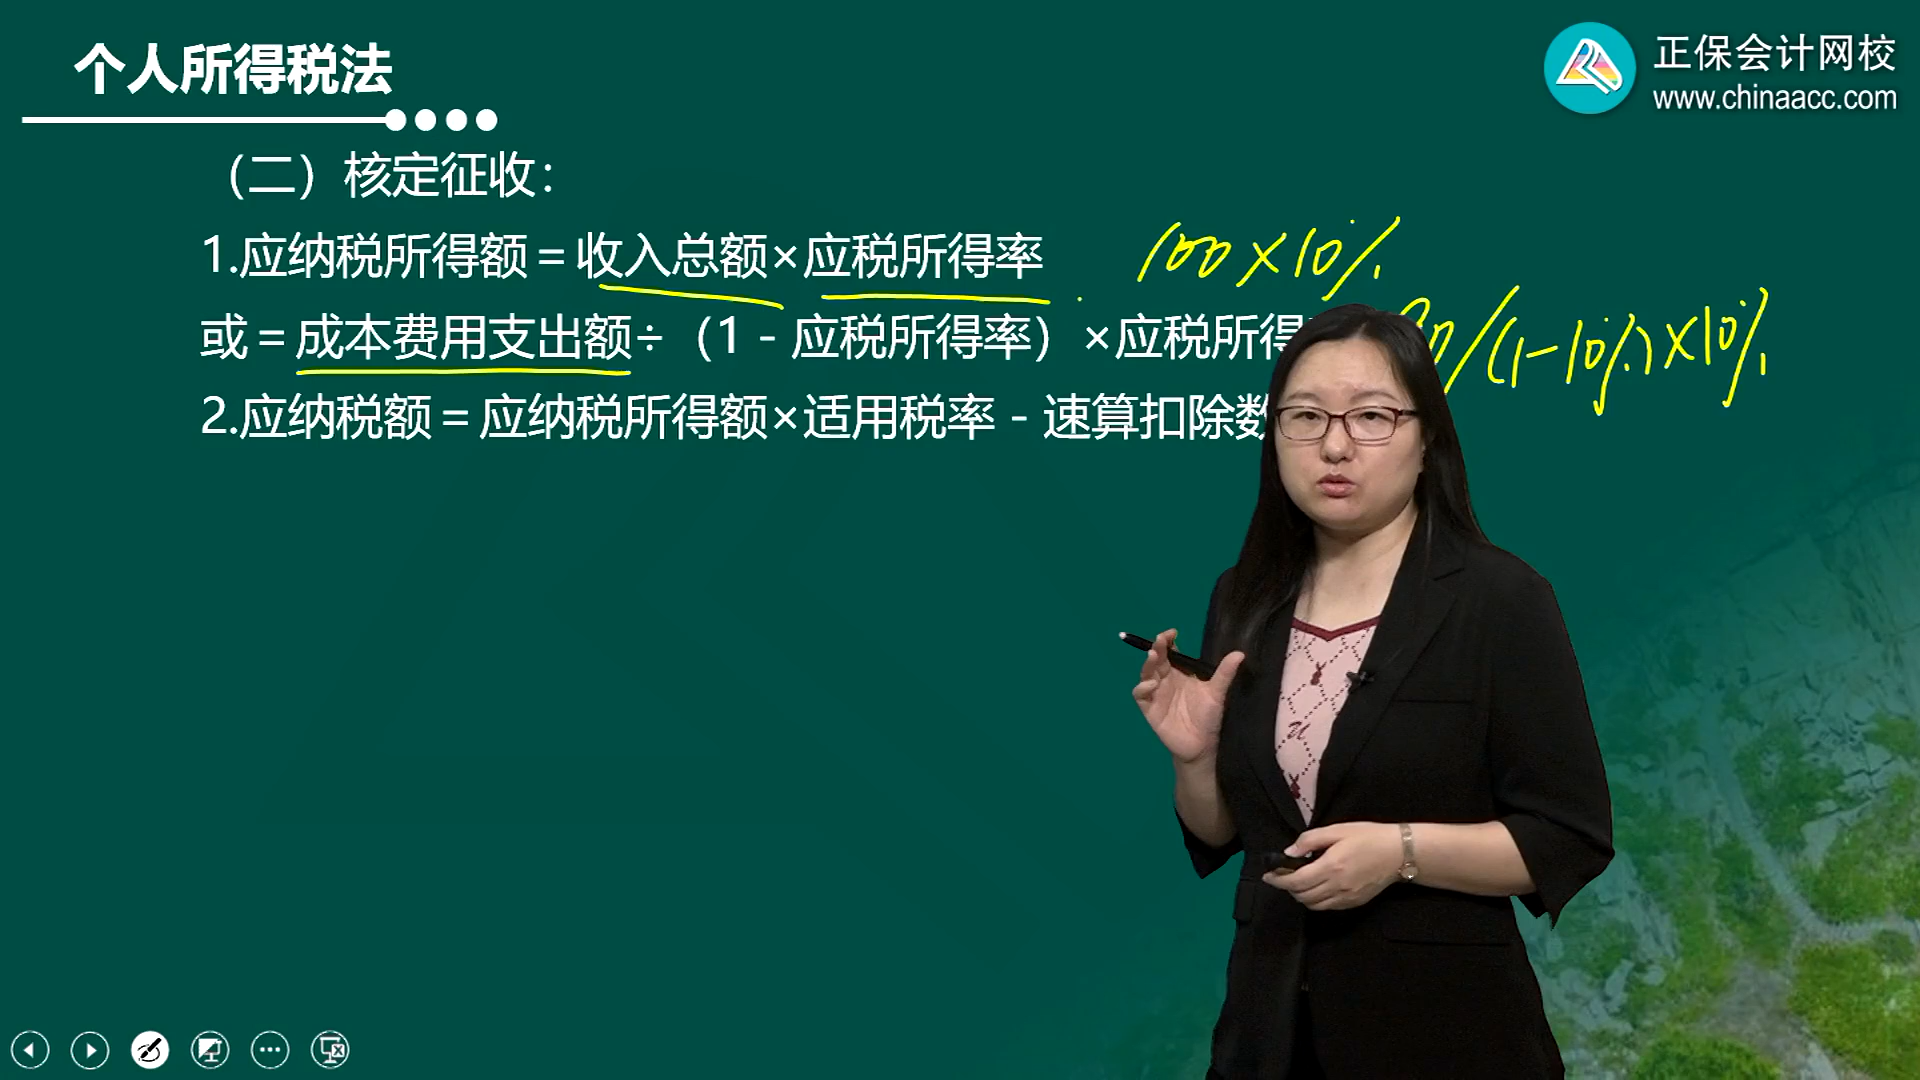 个人所得税法
正保会计网校
www.chinaacc.com
（二）核定征收：
1.应纳税所得额＝收入总额×应税所得率
100×10%
或＝成本费用支出额÷（1－应税所得率）×应税所得
/(1-10%)×10%
2.应纳税额＝应纳税所得额×适用税率－速算扣除数